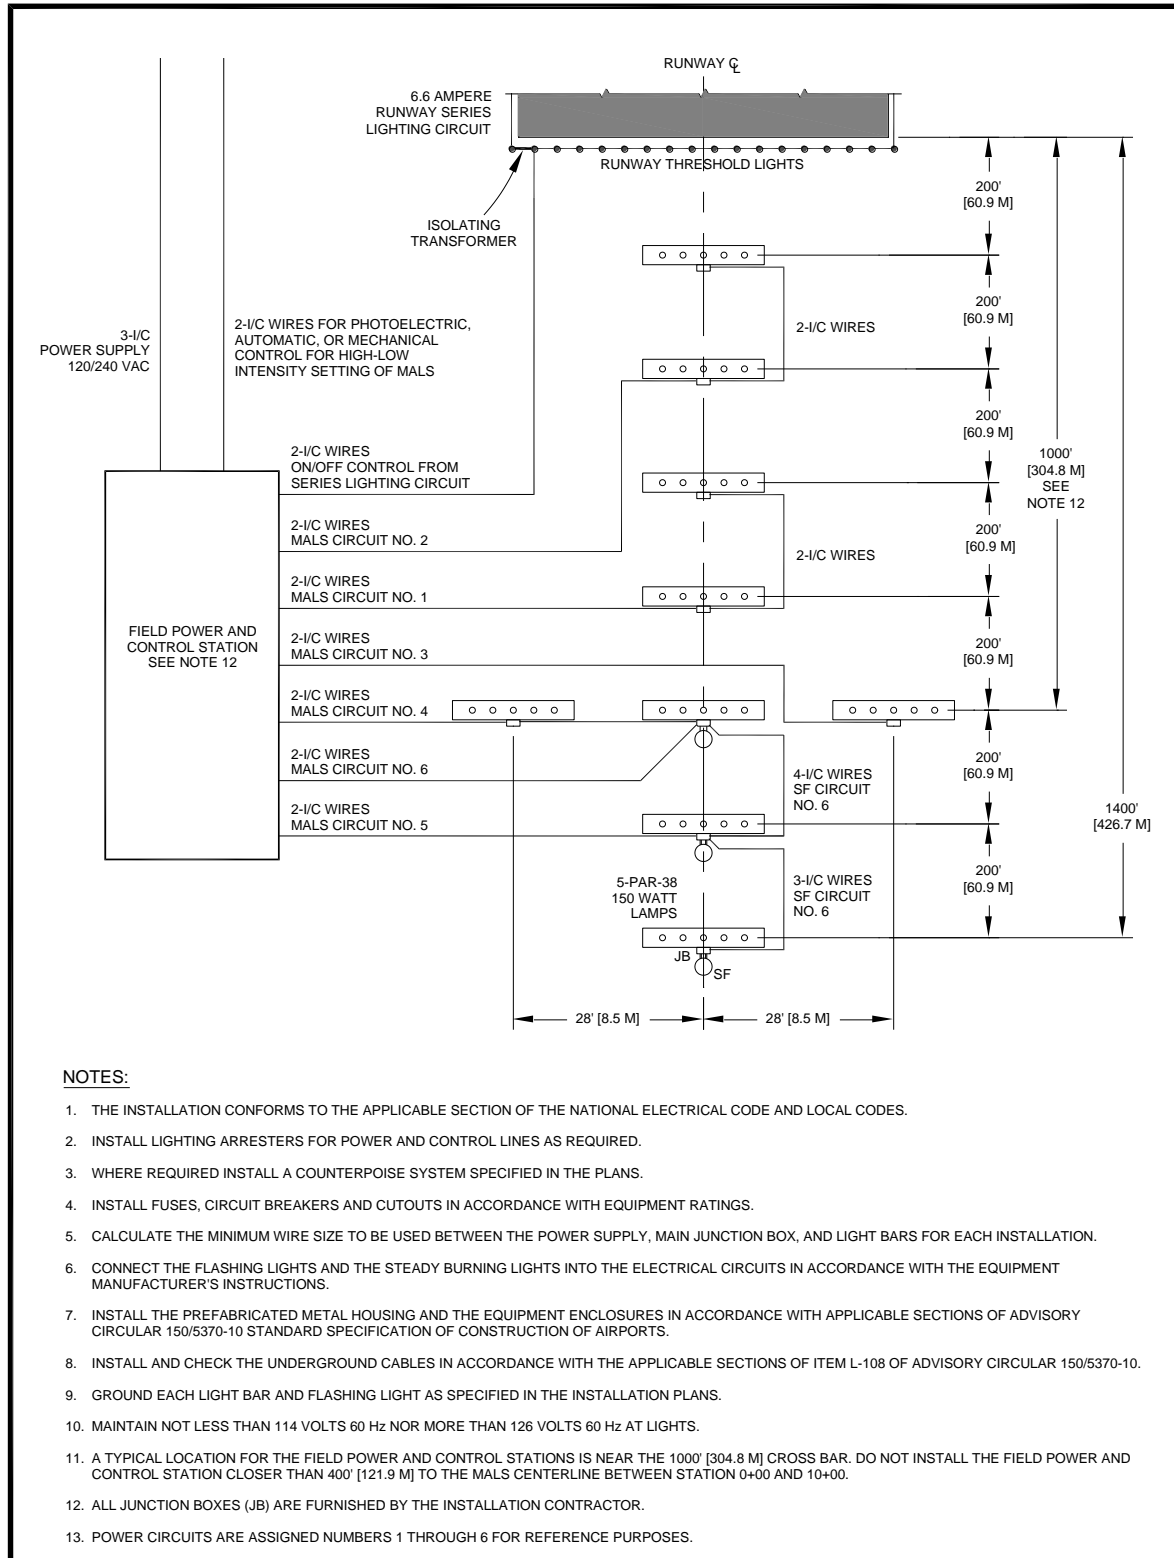 RUNWAY ℄
6.6 AMPERE
RUNWAY SERIES
LIGHTING CIRCUIT
RUNWAY THRESHOLD LIGHTS
200'
[60.9 M]
ISOLATING
TRANSFORMER
200'
[60.9 M]
3-I/C
POWER SUPPLY
120/240 VAC
2-I/C WIRES FOR PHOTOELECTRIC,
AUTOMATIC, OR MECHANICAL
CONTROL FOR HIGH-LOW
INTENSITY SETTING OF MALS
2-I/C WIRES
200'
[60.9 M]
1000'
[304.8 M]
SEE
NOTE 12
2-I/C WIRES
ON/OFF CONTROL FROM
SERIES LIGHTING CIRCUIT
2-I/C WIRES
MALS CIRCUIT NO. 2
200'
[60.9 M]
2-I/C WIRES
2-I/C WIRES
MALS CIRCUIT NO. 1
FIELD POWER AND
CONTROL STATION
SEE NOTE 12
2-I/C WIRES
MALS CIRCUIT NO. 3
200'
[60.9 M]
2-I/C WIRES
MALS CIRCUIT NO. 4
2-I/C WIRES
MALS CIRCUIT NO. 6
4-I/C WIRES
SF CIRCUIT
NO. 6
200'
[60.9 M]
2-I/C WIRES
MALS CIRCUIT NO. 5
1400'
[426.7 M]
5-PAR-38
150 WATT
LAMPS
3-I/C WIRES
SF CIRCUIT
NO. 6
200'
[60.9 M]
JB
SF
28' [8.5 M]
28' [8.5 M]
NOTES:
1. THE INSTALLATION CONFORMS TO THE APPLICABLE SECTION OF THE NATIONAL ELECTRICAL CODE AND LOCAL CODES.
2. INSTALL LIGHTING ARRESTERS FOR POWER AND CONTROL LINES AS REQUIRED.
3. WHERE REQUIRED INSTALL A COUNTERPOISE SYSTEM SPECIFIED IN THE PLANS.
4. INSTALL FUSES, CIRCUIT BREAKERS AND CUTOUTS IN ACCORDANCE WITH EQUIPMENT RATINGS.
5. CALCULATE THE MINIMUM WIRE SIZE TO BE USED BETWEEN THE POWER SUPPLY, MAIN JUNCTION BOX, AND LIGHT BARS FOR EACH INSTALLATION.
6. CONNECT THE FLASHING LIGHTS AND THE STEADY BURNING LIGHTS INTO THE ELECTRICAL CIRCUITS IN ACCORDANCE WITH THE EQUIPMENT
MANUFACTURER'S INSTRUCTIONS.
7. INSTALL THE PREFABRICATED METAL HOUSING AND THE EQUIPMENT ENCLOSURES IN ACCORDANCE WITH APPLICABLE SECTIONS OF ADVISORY
CIRCULAR 150/5370-10 STANDARD SPECIFICATION OF CONSTRUCTION OF AIRPORTS.
8. INSTALL AND CHECK THE UNDERGROUND CABLES IN ACCORDANCE WITH THE APPLICABLE SECTIONS OF ITEM L-108 OF ADVISORY CIRCULAR 150/5370-10.
9. GROUND EACH LIGHT BAR AND FLASHING LIGHT AS SPECIFIED IN THE INSTALLATION PLANS.
10. MAINTAIN NOT LESS THAN 114 VOLTS 60 Hz NOR MORE THAN 126 VOLTS 60 Hz AT LIGHTS.
11. A TYPICAL LOCATION FOR THE FIELD POWER AND CONTROL STATIONS IS NEAR THE 1000' [304.8 M] CROSS BAR. DO NOT INSTALL THE FIELD POWER AND
CONTROL STATION CLOSER THAN 400' [121.9 M] TO THE MALS CENTERLINE BETWEEN STATION 0+00 AND 10+00.
12. ALL JUNCTION BOXES (JB) ARE FURNISHED BY THE INSTALLATION CONTRACTOR.
13. POWER CIRCUITS ARE ASSIGNED NUMBERS 1 THROUGH 6 FOR REFERENCE PURPOSES.